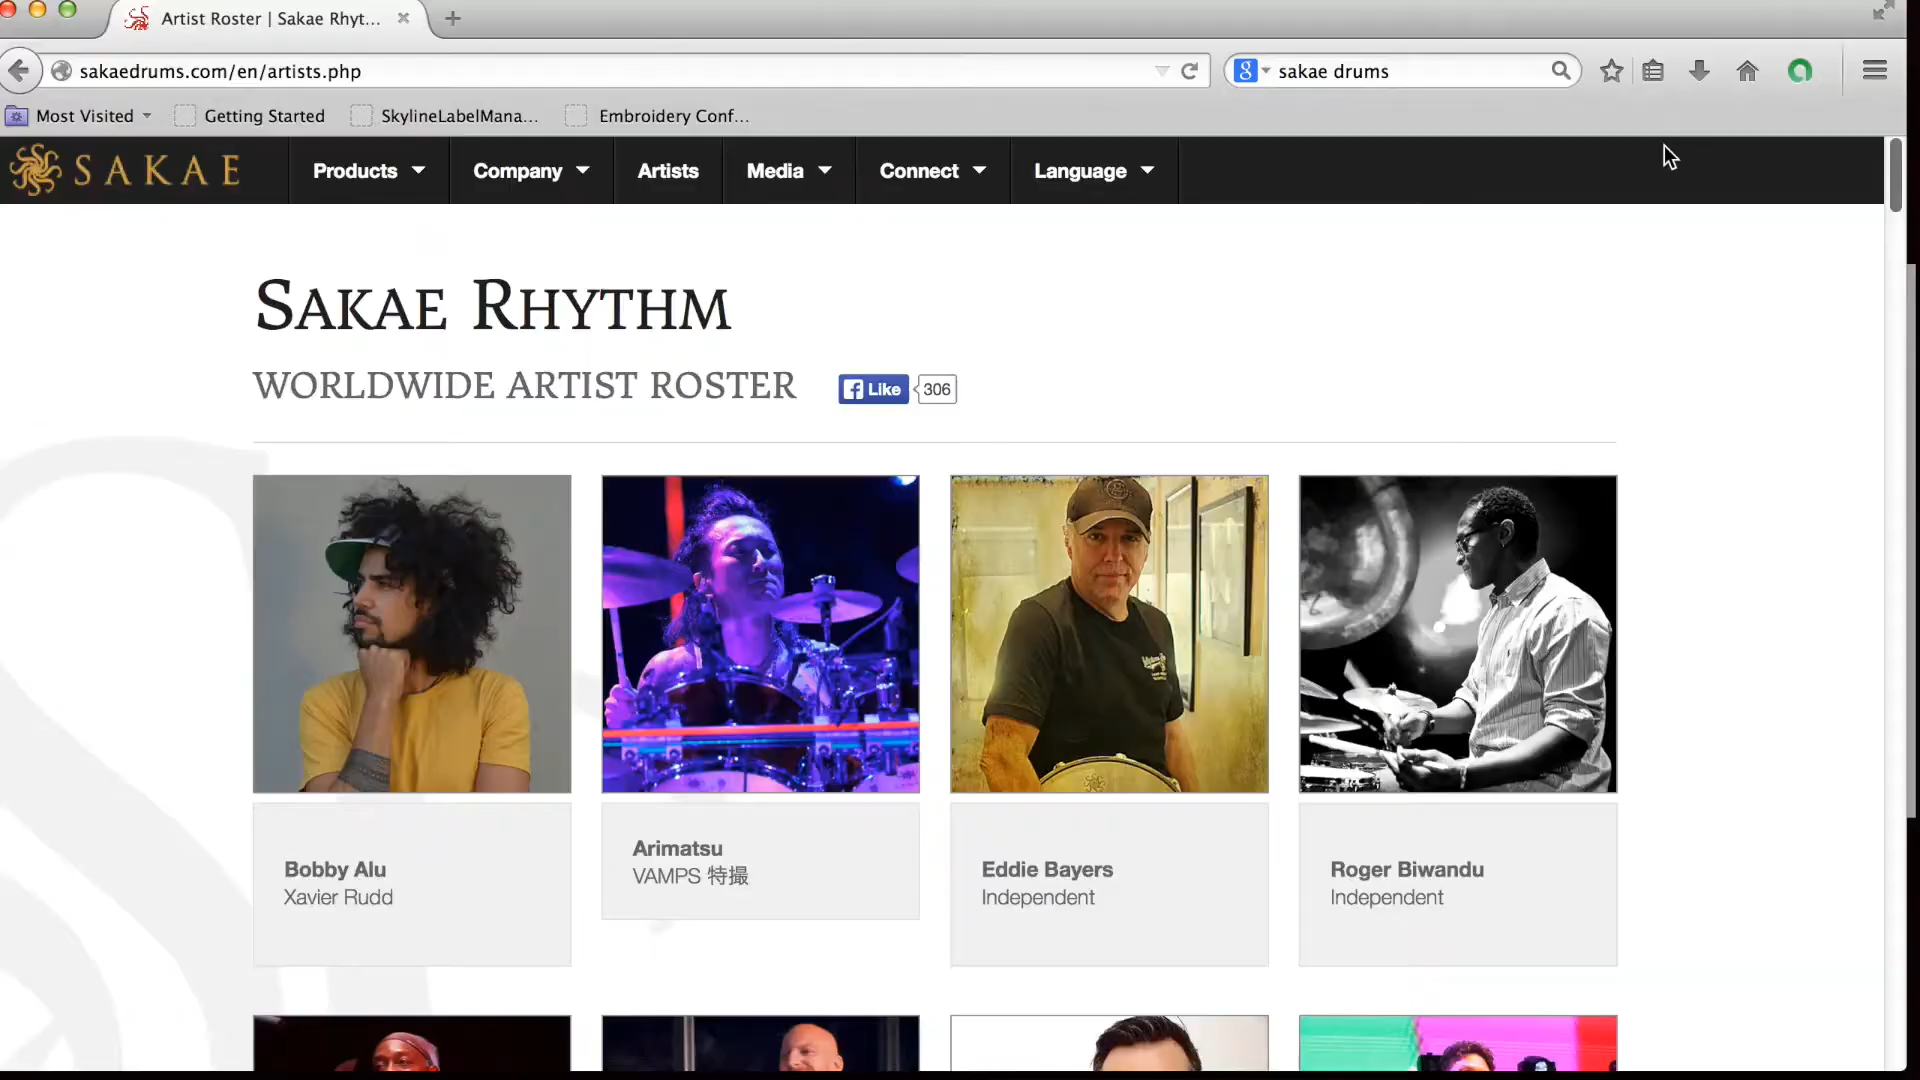 Artist Roster | Sakae Rhyt...
sakaedrums.com/en/artists.php
sakae drums
Most Visited
Getting Started
SkylineLabelMana...
Embroidery Conf...
SAKAE
Products
Company
Artists
Media
Connect
Language
SAKAE RHYTHM
WORLDWIDE ARTIST ROSTER
Like
306
Bobby Alu
Xavier Rudd
Arimatsu
VAMPS 特撮
Eddie Bayers
Independent
Roger Biwandu
Independent